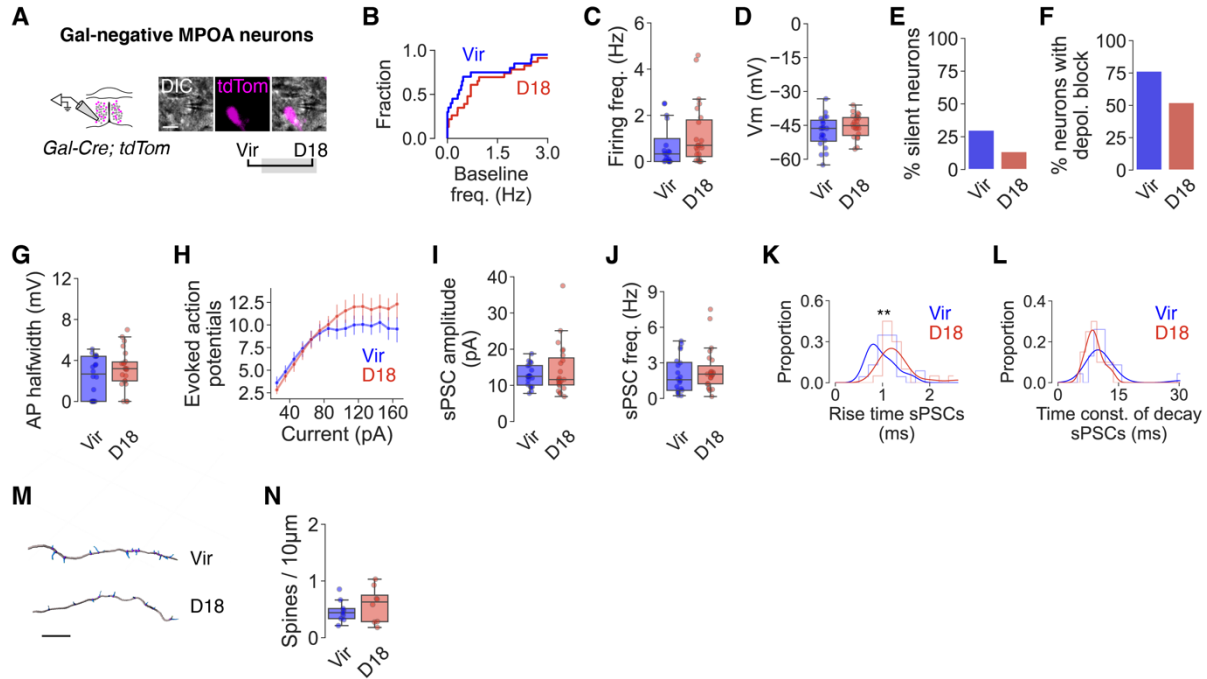 A
Gal-negative MPOA neurons
DIC
tdTom
Gal-Cre; tdTom
Vir
D18
B
Fraction
1.0
0.5
0.0
Vir
D18
0.0
1.5
3.0
Baseline
freq. (Hz)
C
Firing freq. (Hz)
6
4
2
0
Vir
D18
D
Vm (mV)
0
−15
−30
−45
−60
Vir
D18
E
% silent neurons
100
75
50
25
0
Vir
D18
F
% neurons with
depol. block
100
75
50
25
0
Vir
D18
G
AP halfwidth (mV)
12
9
6
3
0
Vir
D18
H
Evoked action
potentials
12.5
10.0
7.5
5.0
2.5
Vir
D18
40
80
120
160
Current (pA)
I
sPSC amplitude
(pA)
40
30
20
10
0
Vir
D18
J
sPSC freq. (Hz)
9
6
3
0
Vir
D18
K
Proportion
0.6
0.3
0.0
**
Vir
D18
0
1
2
Rise time sPSCs
(ms)
L
Proportion
0.4
0.2
0.0
Vir
D18
0
15
30
Time const. of decay
sPSCs (ms)
M
Vir
D18
N
Spines / 10μm
2
1
0
Vir
D18